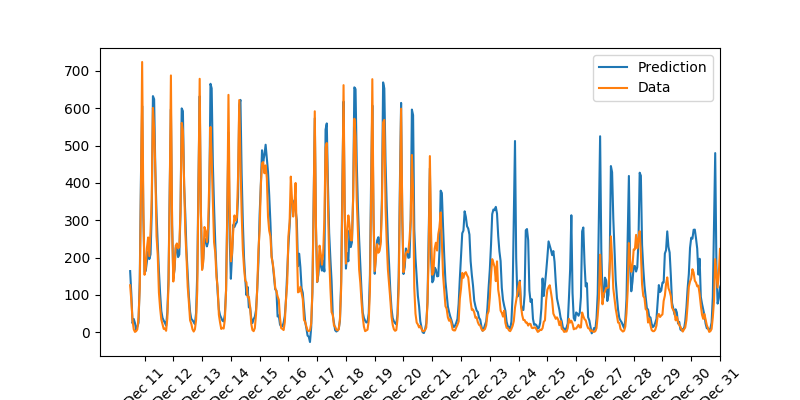 700
600
500
400
300
200
100
0
Prediction
Data
Dec 11
Dec 12
Dec 13
Dec 14
Dec 15
Dec 16
Dec 17
Dec 18
Dec 19
Dec 20
Dec 21
Dec 22
Dec 23
Dec 24
Dec 25
Dec 26
Dec 27
Dec 28
Dec 29
Dec 30
Dec 31